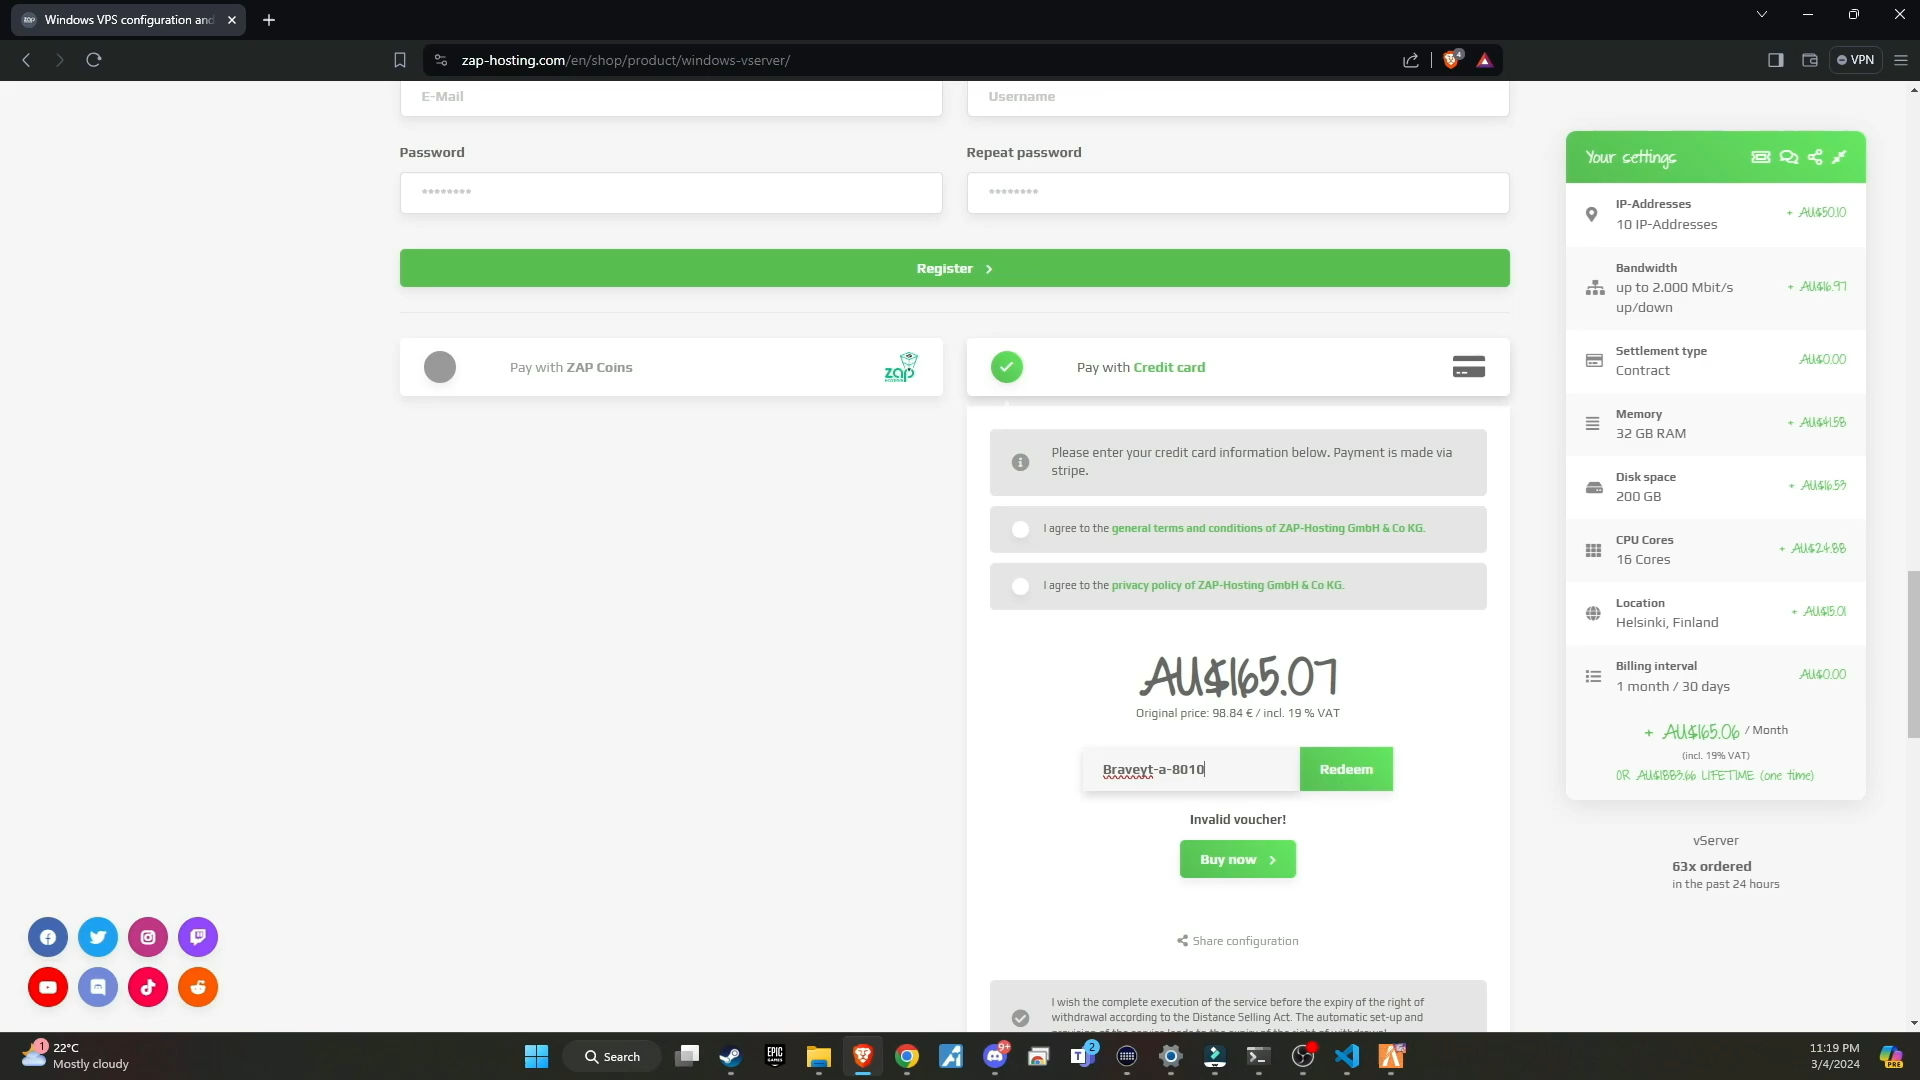 Windows VPS configuration and
zap-hosting.com/en/shop/product/windows-vserver/
4
VPN
E-Mail
Username
Password
Repeat password
********
********
Register
Pay with ZAP Coins
zap
Pay with Credit card
Please enter your credit card information below. Payment is made via
stripe.
I agree to the general terms and conditions of ZAP-Hosting GmbH & Co KG.
I agree to the privacy policy of ZAP-Hosting GmbH & Co KG.
AU$165.07
Original price: 98.84 € / incl. 19 % VAT
Braveyt-a-8010
Redeem
Invalid voucher!
Buy now
Share configuration
I wish the complete execution of the service before the expiry of the right of
withdrawal according to the Distance Selling Act. The automatic set-up and
Your settings
IP-Addresses
10 IP-Addresses
+ AU$50.10
Bandwidth
up to 2.000 Mbit/s
up/down
+ AU$16.97
Settlement type
Contract
AU$0.00
Memory
32 GB RAM
+ AU$41.58
Disk space
200 GB
+ AU$16.53
CPU Cores
16 Cores
+ AU$24.88
Location
Helsinki, Finland
+ AU$15.01
Billing interval
1 month / 30 days
AU$0.00
+ AU$165.06 / Month
(incl. 19% VAT)
OR AU$1883.66 LIFETIME (one time)
vServer
63x ordered
in the past 24 hours
1
22°C
Mostly cloudy
Search
EPIC
GAMES
9+
2
11:19 PM
3/4/2024
PRE